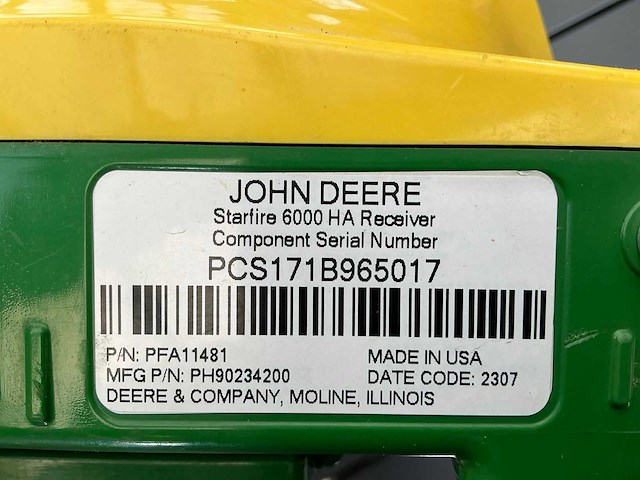 JOHN DEERE
Starfire 6000 HA Receiver
Component Serial Number
PCS171B965017
P/N: PFA11481
MADE IN USA
MFG P/N: PH90234200
DATE CODE: 2307
DEERE & COMPANY, MOLINE, ILLINOIS